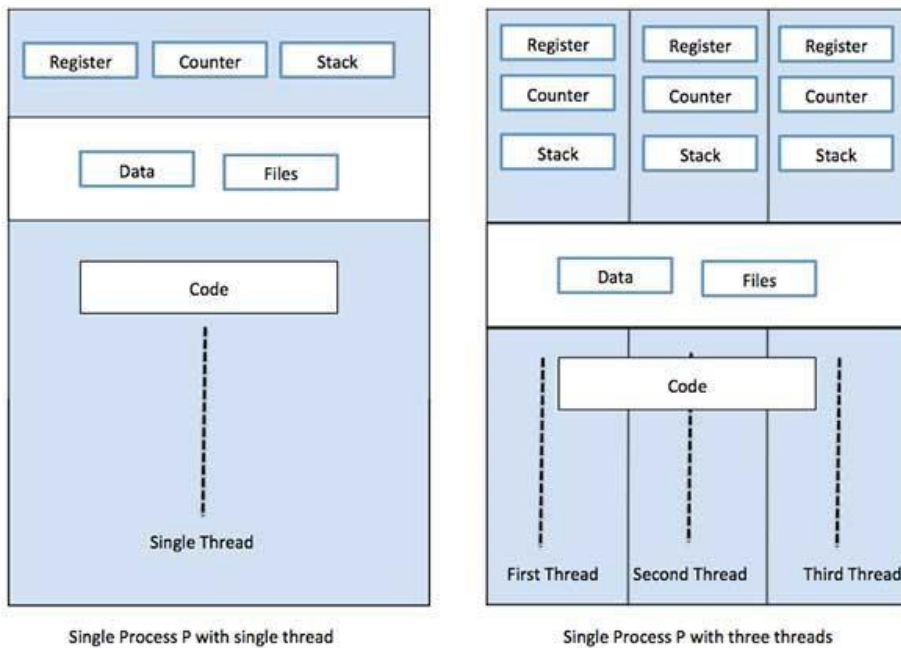 Register Counter Stack
Data Files
Code
Single Thread
Single Process P with single thread
Register Register Register
Counter Counter Counter
Stack Stack Stack
Data Files
Code
First Thread Second Thread Third Thread
Single Process P with three threads